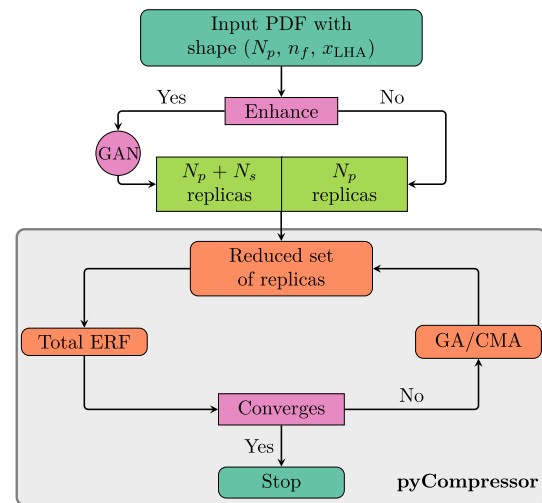 Input PDF with
shape (N_p, n_f, x_LHA)
Yes
No
Enhance
GAN
N_p + N_s
replicas
N_p
replicas
Reduced set
of replicas
Total ERF
GA/CMA
Converges
No
Yes
Stop
pyCompressor